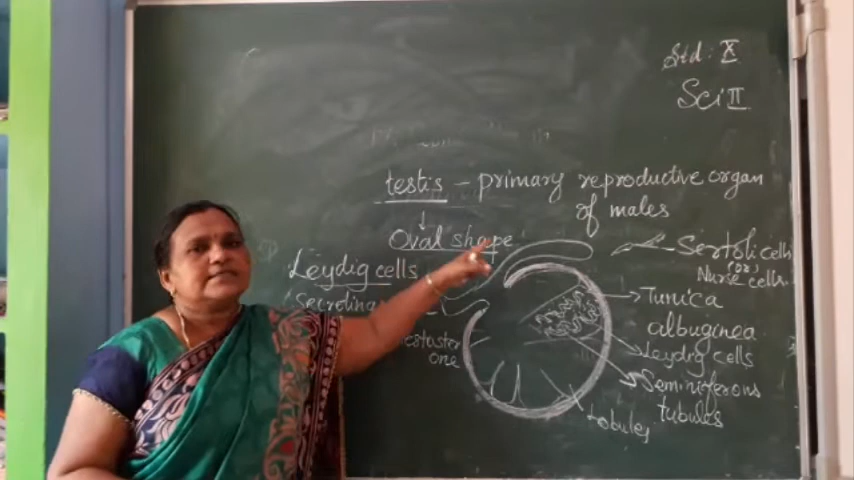 Std: X
Sci II
testis – primary reproductive organ
of males
↓
Oval shape
Leydig cells
Secreting
Sertoli cells
(or)
Nurse cells.
Tunica
albuginea
Leydig cells
Seminiferous
tubules
Lobules